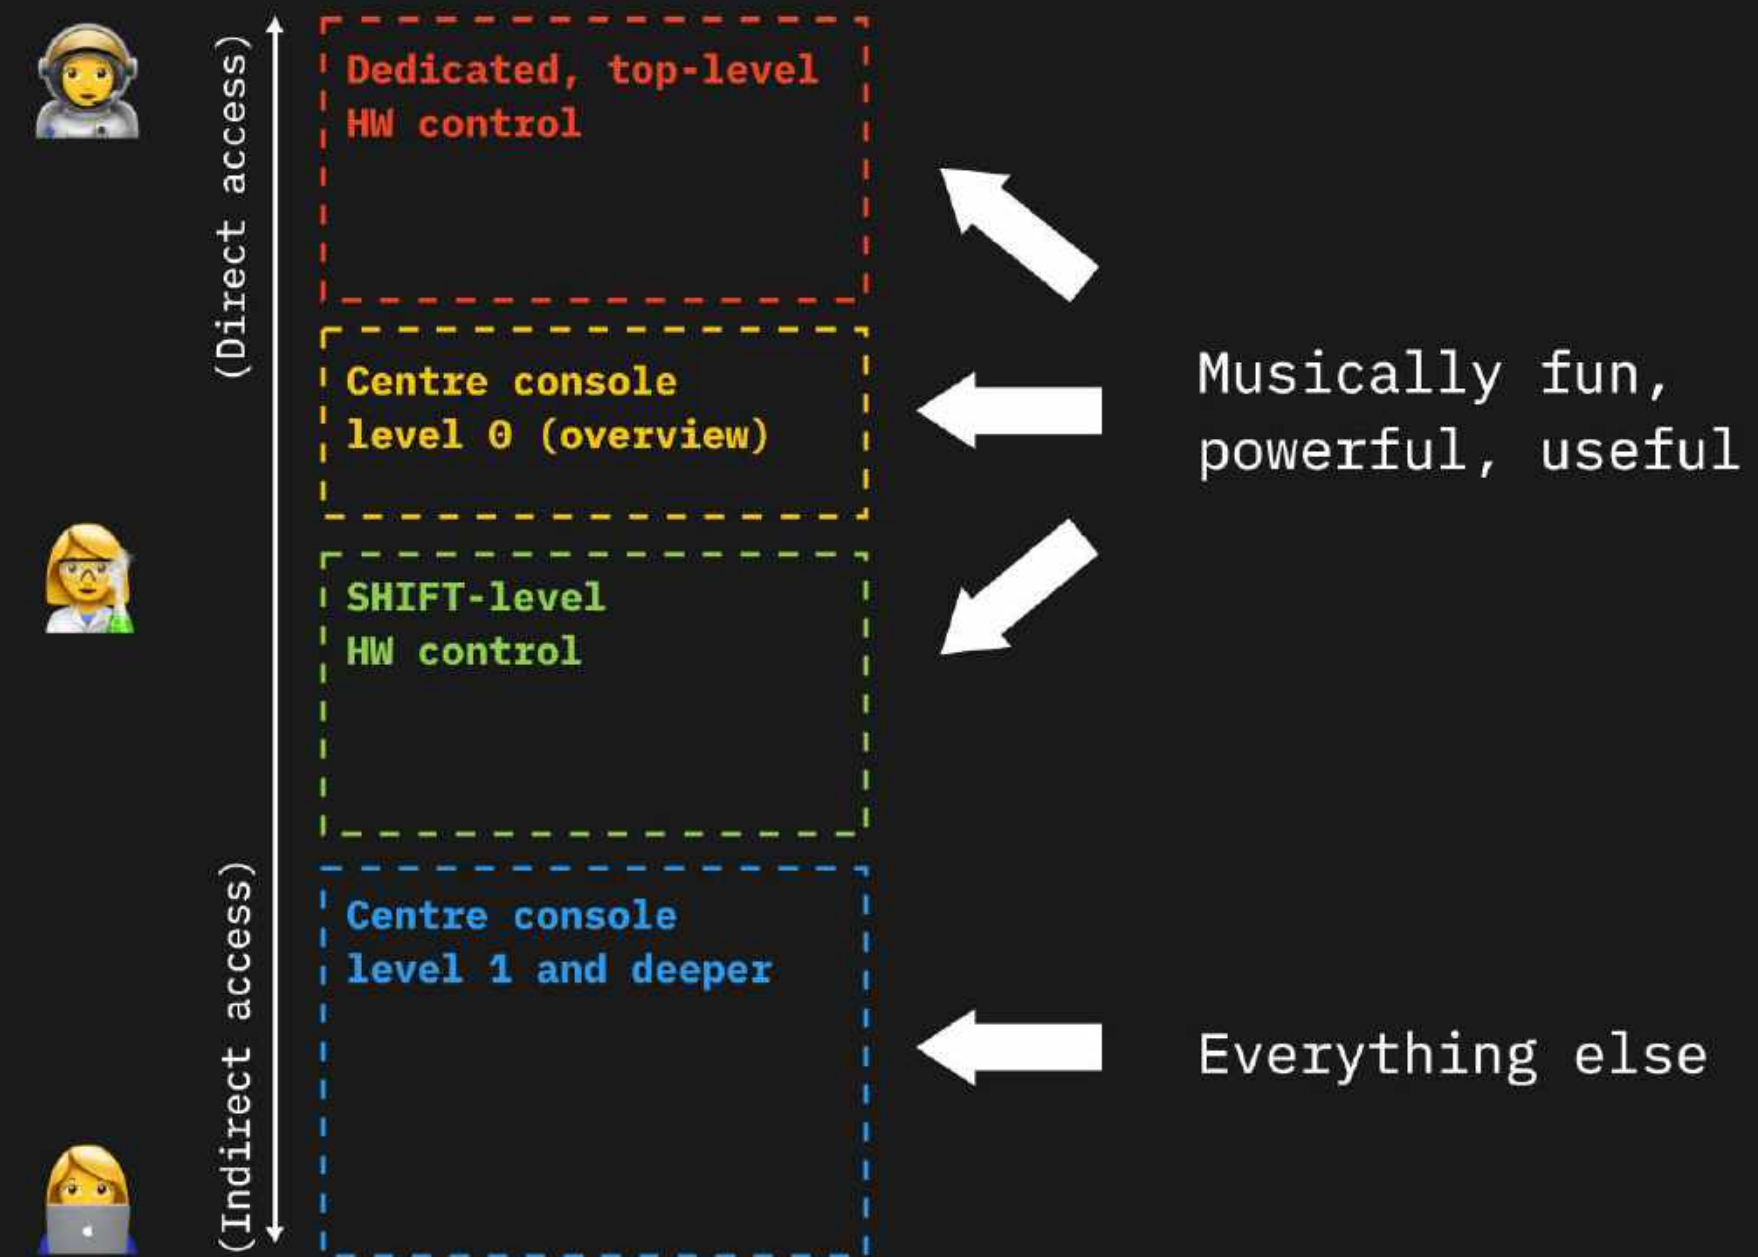 (Direct access)
Dedicated, top-level
HW control
Centre console
level 0 (overview)
Musically fun,
powerful, useful
SHIFT-level
HW control
(Indirect access)
Centre console
level 1 and deeper
Everything else